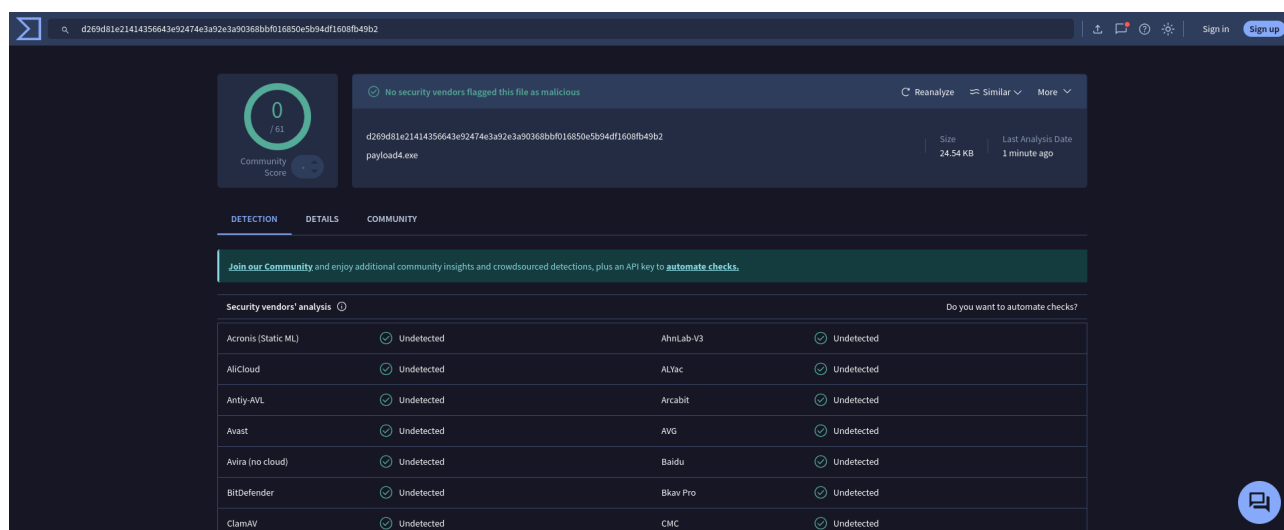 d269d81e21414356643e92474e3a92e3a90368bbf016850e5b94df1608fb49b2
Sign in
Sign up
0
/ 61
Community
Score
No security vendors flagged this file as malicious
Reanalyze
Similar
More
d269d81e21414356643e92474e3a92e3a90368bbf016850e5b94df1608fb49b2
payload4.exe
Size
24.54 KB
Last Analysis Date
1 minute ago
DETECTION
DETAILS
COMMUNITY
Join our Community and enjoy additional community insights and crowdsourced detections, plus an API key to automate checks.
Security vendors' analysis
Do you want to automate checks?
Acronis (Static ML) Undetected AhnLab-V3 Undetected
AliCloud Undetected ALYac Undetected
Antiy-AVL Undetected Arcabit Undetected
Avast Undetected AVG Undetected
Avira (no cloud) Undetected Baidu Undetected
BitDefender Undetected Bkav Pro Undetected
ClamAV Undetected CMC Undetected